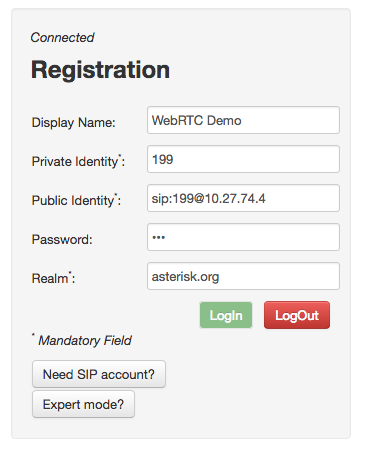 Connected
Registration
Display Name: WebRTC Demo
Private Identity*: 199
Public Identity*: sip:199@10.27.74.4
Password: •••
Realm*: asterisk.org
LogIn LogOut
* Mandatory Field
Need SIP account?
Expert mode?